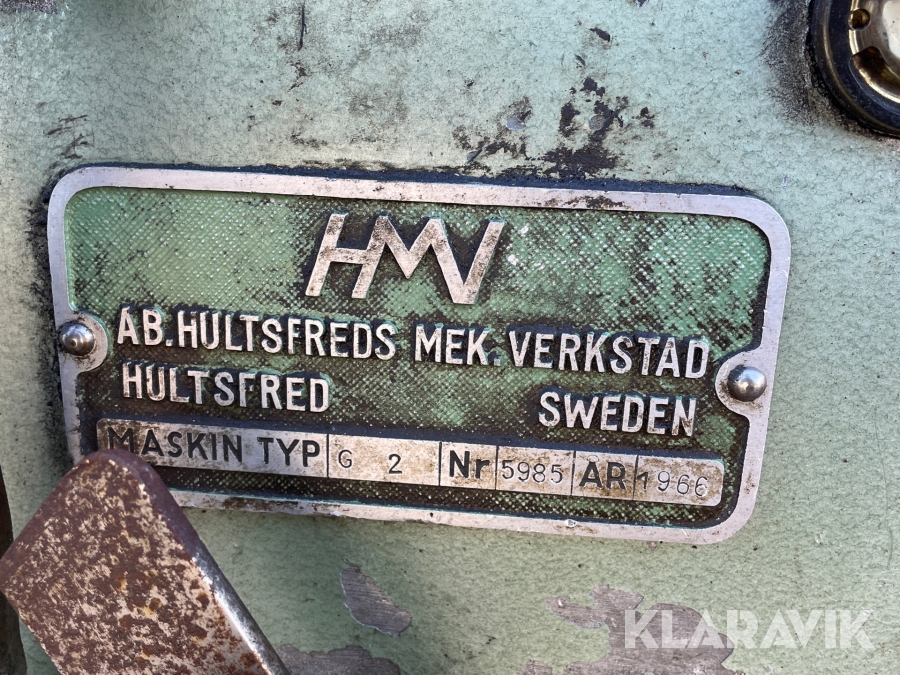 HMV
AB. HULTSFREDS MEK. VERKSTAD
HULTSFRED SWEDEN
MASKIN TYP G 2 Nr 5985 ÅR 1966
KLARAVIK